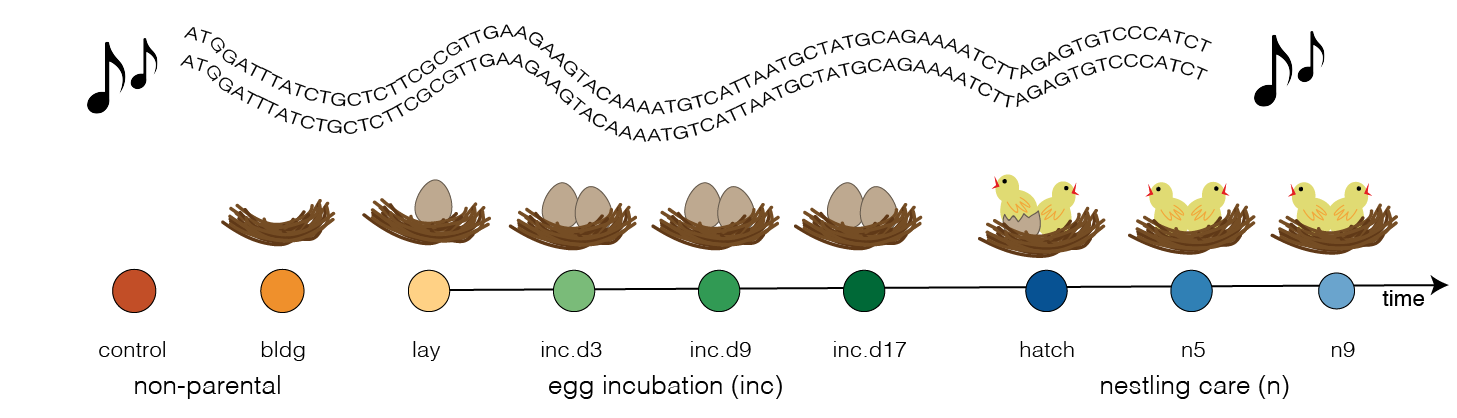 ATGGATTTATCTGCTCTTCGCGTTGAAGAAGTACAAAATGTCATTAATGCTATGCAGAAAATCTTAGAGTGTCCCATCT
ATGGATTTATCTGCTCTTCGCGTTGAAGAAGTACAAAATGTCATTAATGCTATGCAGAAAATCTTAGAGTGTCCCATCT
time
control bldg lay inc.d3 inc.d9 inc.d17 hatch n5 n9
non-parental egg incubation (inc) nestling care (n)